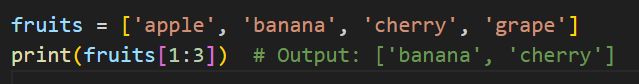 fruits = ['apple', 'banana', 'cherry', 'grape']
print(fruits[1:3])  # Output: ['banana', 'cherry']